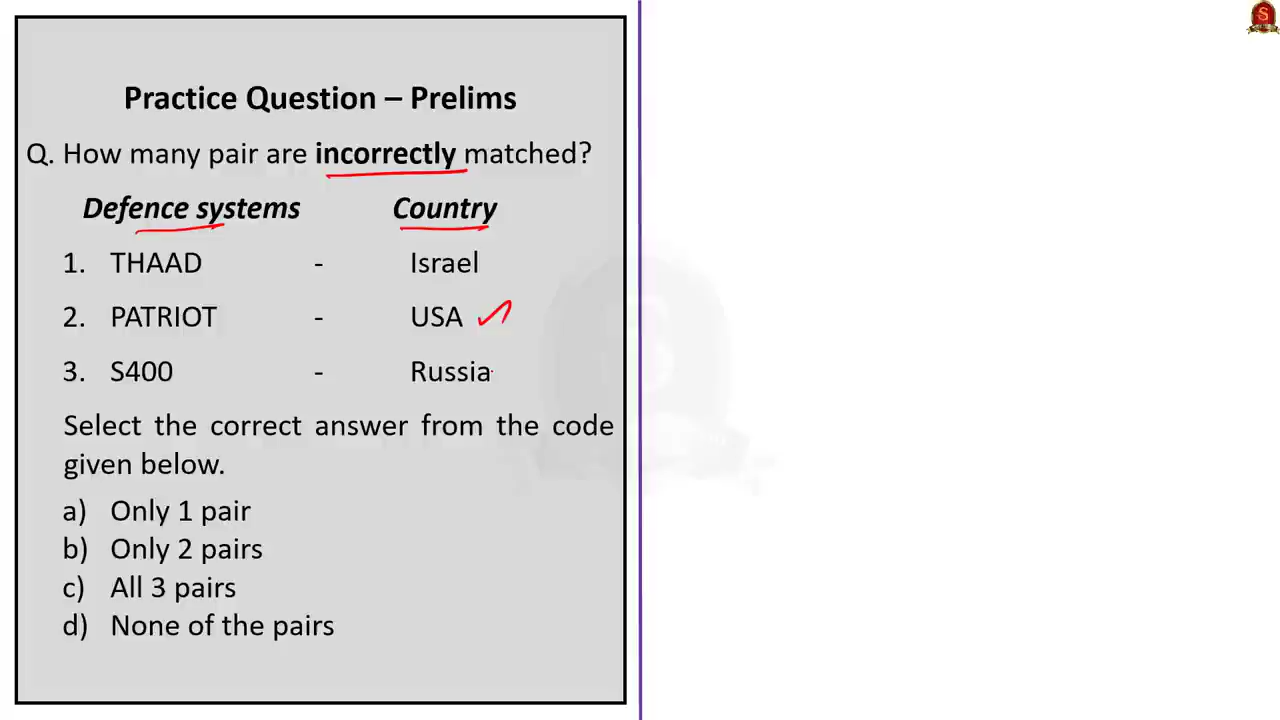 Practice Question – Prelims
Q. How many pair are incorrectly matched?
Defence systems Country
1. THAAD - Israel
2. PATRIOT - USA
3. S400 - Russia
Select the correct answer from the code
given below.
a) Only 1 pair
b) Only 2 pairs
c) All 3 pairs
d) None of the pairs
S